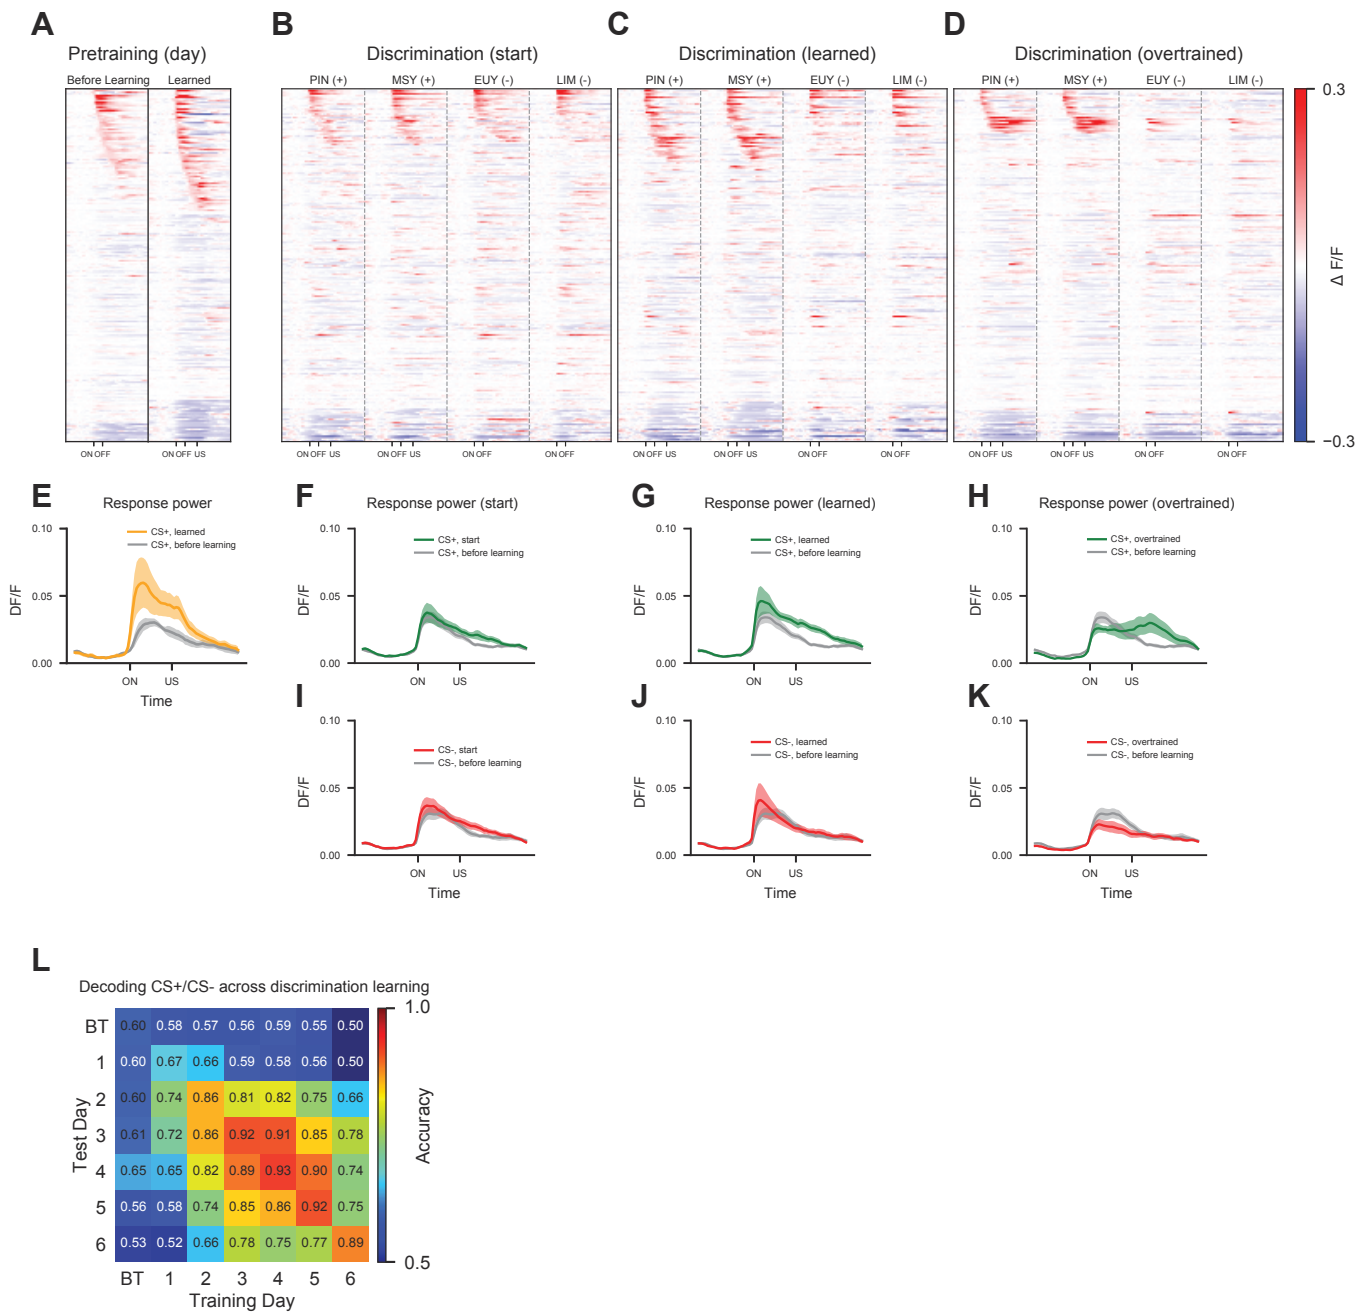 A
B
C
D
Pretraining (day)
Discrimination (start)
Discrimination (learned)
Discrimination (overtrained)
Before Learning
Learned
PIN (+)
MSY (+)
EUY (-)
LIM (-)
PIN (+)
MSY (+)
EUY (-)
LIM (-)
PIN (+)
MSY (+)
EUY (-)
LIM (-)
0.3
Δ F/F
−0.3
ON OFF
ON OFF US
ON OFF US
ON OFF US
ON OFF
ON OFF
ON OFF US
ON OFF US
ON OFF
ON OFF
ON OFF US
ON OFF US
ON OFF
ON OFF
E
Response power
0.10
0.05
0.00
DF/F
CS+, learned
CS+, before learning
ON
US
Time
F
Response power (start)
0.10
0.05
0.00
DF/F
CS+, start
CS+, before learning
ON
US
G
Response power (learned)
0.10
0.05
0.00
DF/F
CS+, learned
CS+, before learning
ON
US
H
Response power (overtrained)
0.10
0.05
0.00
DF/F
CS+, overtrained
CS+, before learning
ON
US
I
0.10
0.05
0.00
DF/F
CS-, start
CS-, before learning
ON
US
Time
J
0.10
0.05
0.00
DF/F
CS-, learned
CS-, before learning
ON
US
Time
K
0.10
0.05
0.00
DF/F
CS-, overtrained
CS-, before learning
ON
US
Time
L
Decoding CS+/CS- across discrimination learning
BT 0.60 0.58 0.57 0.56 0.59 0.55 0.50
1 0.60 0.67 0.66 0.59 0.58 0.56 0.50
2 0.60 0.74 0.86 0.81 0.82 0.75 0.66
3 0.61 0.72 0.86 0.92 0.91 0.85 0.78
4 0.65 0.65 0.82 0.89 0.93 0.90 0.74
5 0.56 0.58 0.74 0.85 0.86 0.92 0.75
6 0.53 0.52 0.66 0.78 0.75 0.77 0.89
BT 1 2 3 4 5 6
Training Day
Test Day
1.0
Accuracy
0.5